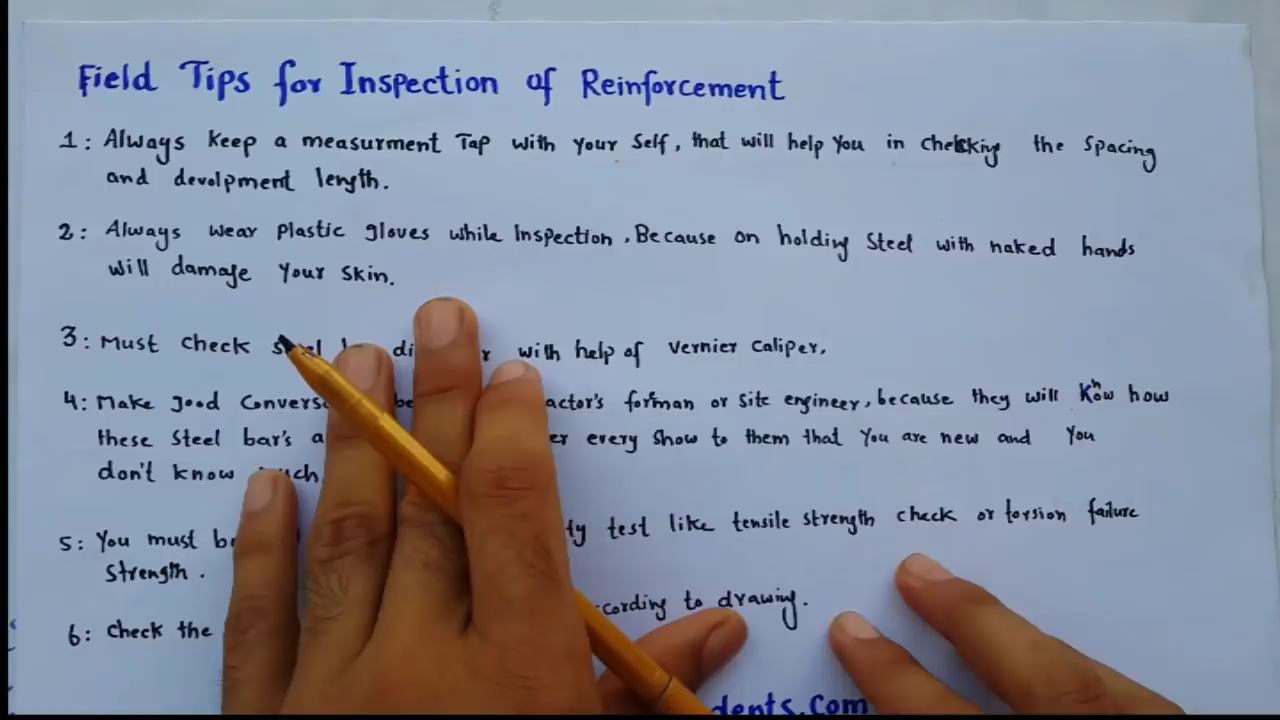 Field Tips for Inspection of Reinforcement
1: Always Keep a measurment Tap with Your Self, that will help You in checking the Spacing
and devolpment length.
2: Always wear Plastic gloves while Inspection, Because on holding Steel with naked hands
will damage Your Skin.
3: Must check with help of Vernier Caliper,
4: Make good forman or Site engineer, because they will Know how
these Steel bar's every Show to them that You are new and You
don't know
5: You must test like tensile strength check or torsion failure
Strength.
6: Check the to drawing.